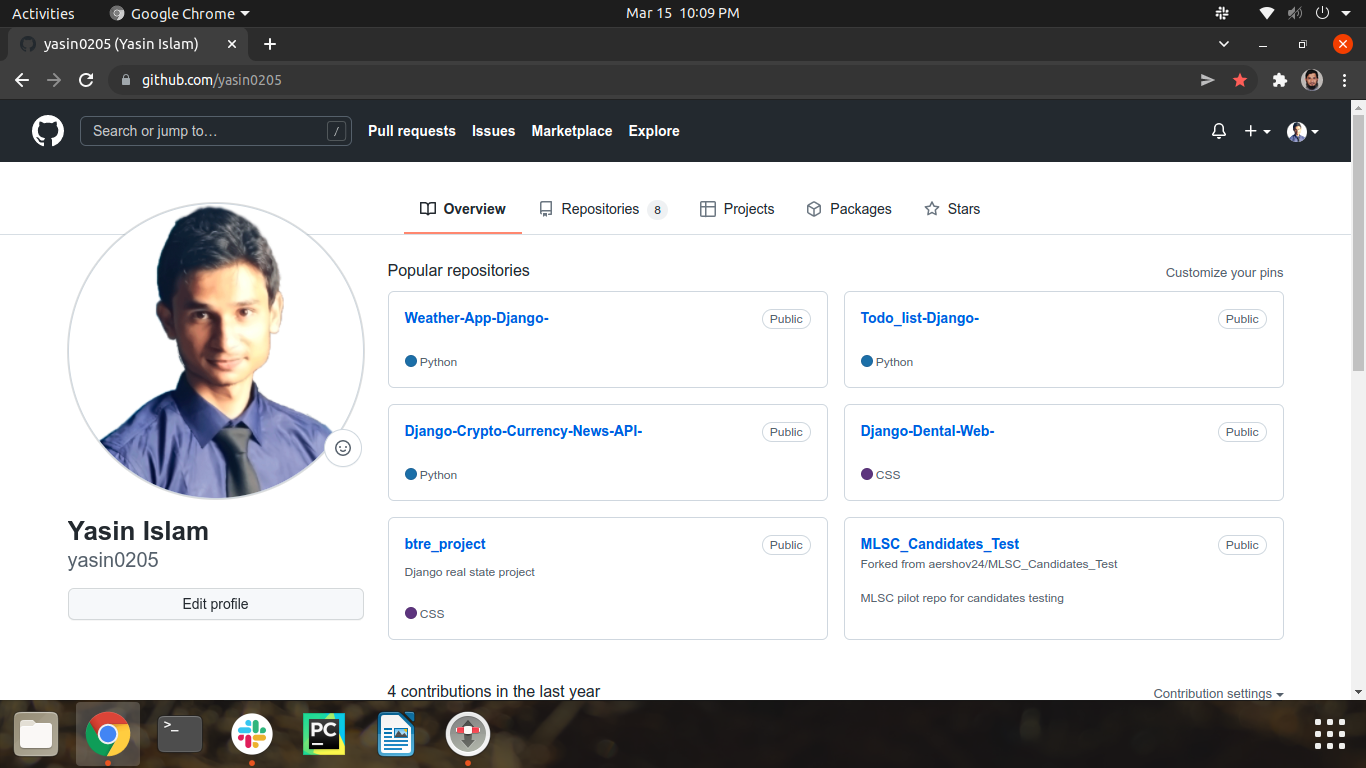 Activities Google Chrome Mar 15 10:09 PM
yasin0205 (Yasin Islam)
github.com/yasin0205
Search or jump to… / Pull requests Issues Marketplace Explore
Overview Repositories 8 Projects Packages Stars
Popular repositories Customize your pins
Weather-App-Django- Public
Python
Todo_list-Django- Public
Python
Django-Crypto-Currency-News-API- Public
Python
Django-Dental-Web- Public
CSS
btre_project Public
Django real state project
CSS
MLSC_Candidates_Test Public
Forked from aershov24/MLSC_Candidates_Test
MLSC pilot repo for candidates testing
Yasin Islam
yasin0205
Edit profile
4 contributions in the last year Contribution settings
>_
PC